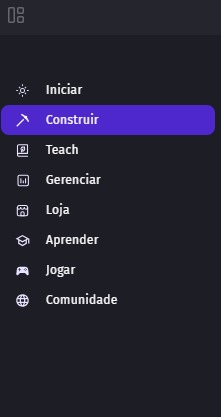 Iniciar
Construir
Teach
Gerenciar
Loja
Aprender
Jogar
Comunidade